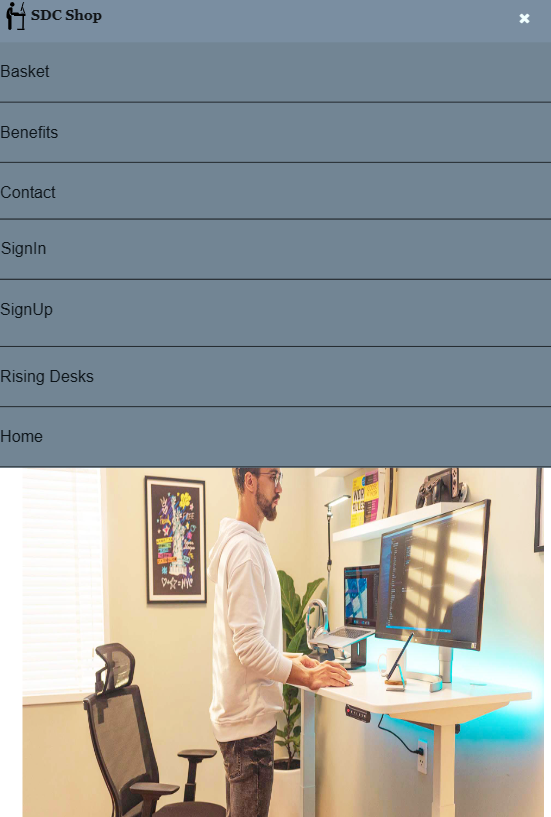 SDC Shop
Basket
Benefits
Contact
SignIn
SignUp
Rising Desks
Home